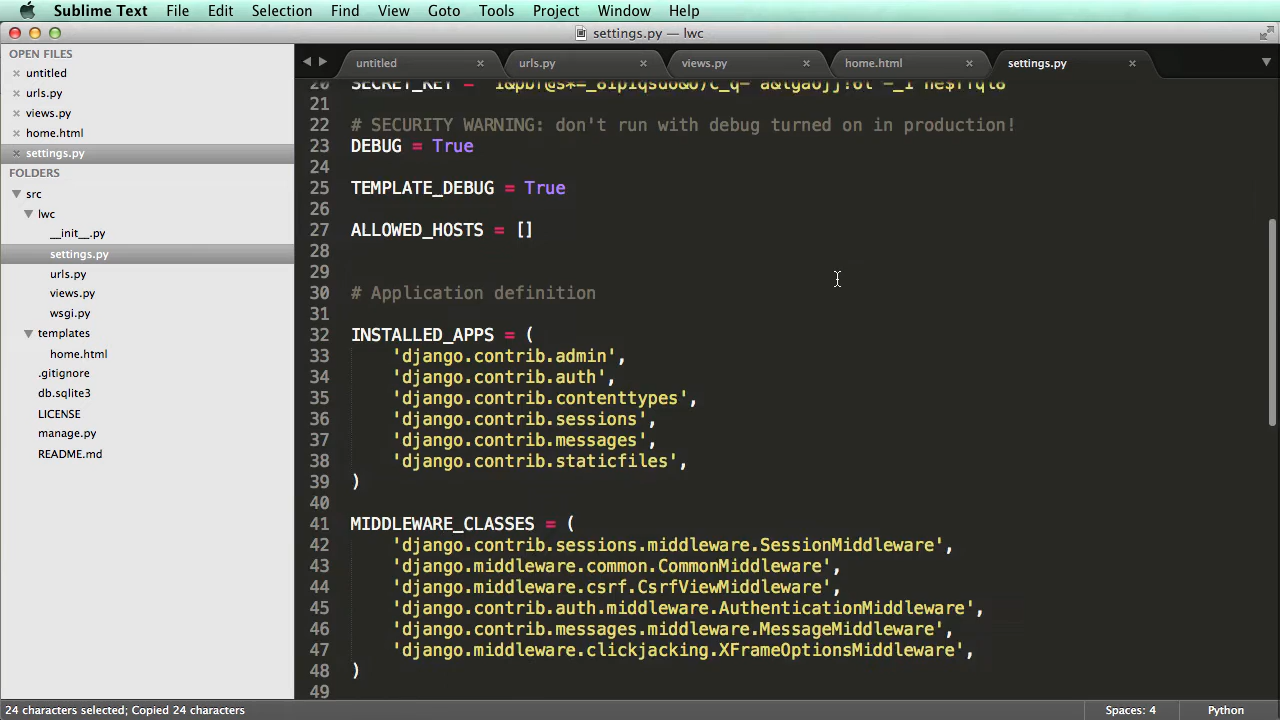 Sublime Text File Edit Selection Find View Goto Tools Project Window Help
settings.py — lwc
OPEN FILES
untitled
urls.py
views.py
home.html
settings.py
FOLDERS
src
lwc
__init__.py
settings.py
urls.py
views.py
wsgi.py
templates
home.html
.gitignore
db.sqlite3
LICENSE
manage.py
README.md
untitled urls.py views.py home.html settings.py
20 SECRET_KEY =
21
22 # SECURITY WARNING: don't run with debug turned on in production!
23 DEBUG = True
24
25 TEMPLATE_DEBUG = True
26
27 ALLOWED_HOSTS = []
28
29
30 # Application definition
31
32 INSTALLED_APPS = (
33 'django.contrib.admin',
34 'django.contrib.auth',
35 'django.contrib.contenttypes',
36 'django.contrib.sessions',
37 'django.contrib.messages',
38 'django.contrib.staticfiles',
39 )
40
41 MIDDLEWARE_CLASSES = (
42 'django.contrib.sessions.middleware.SessionMiddleware',
43 'django.middleware.common.CommonMiddleware',
44 'django.middleware.csrf.CsrfViewMiddleware',
45 'django.contrib.auth.middleware.AuthenticationMiddleware',
46 'django.contrib.messages.middleware.MessageMiddleware',
47 'django.middleware.clickjacking.XFrameOptionsMiddleware',
48 )
49
24 characters selected; Copied 24 characters Spaces: 4 Python